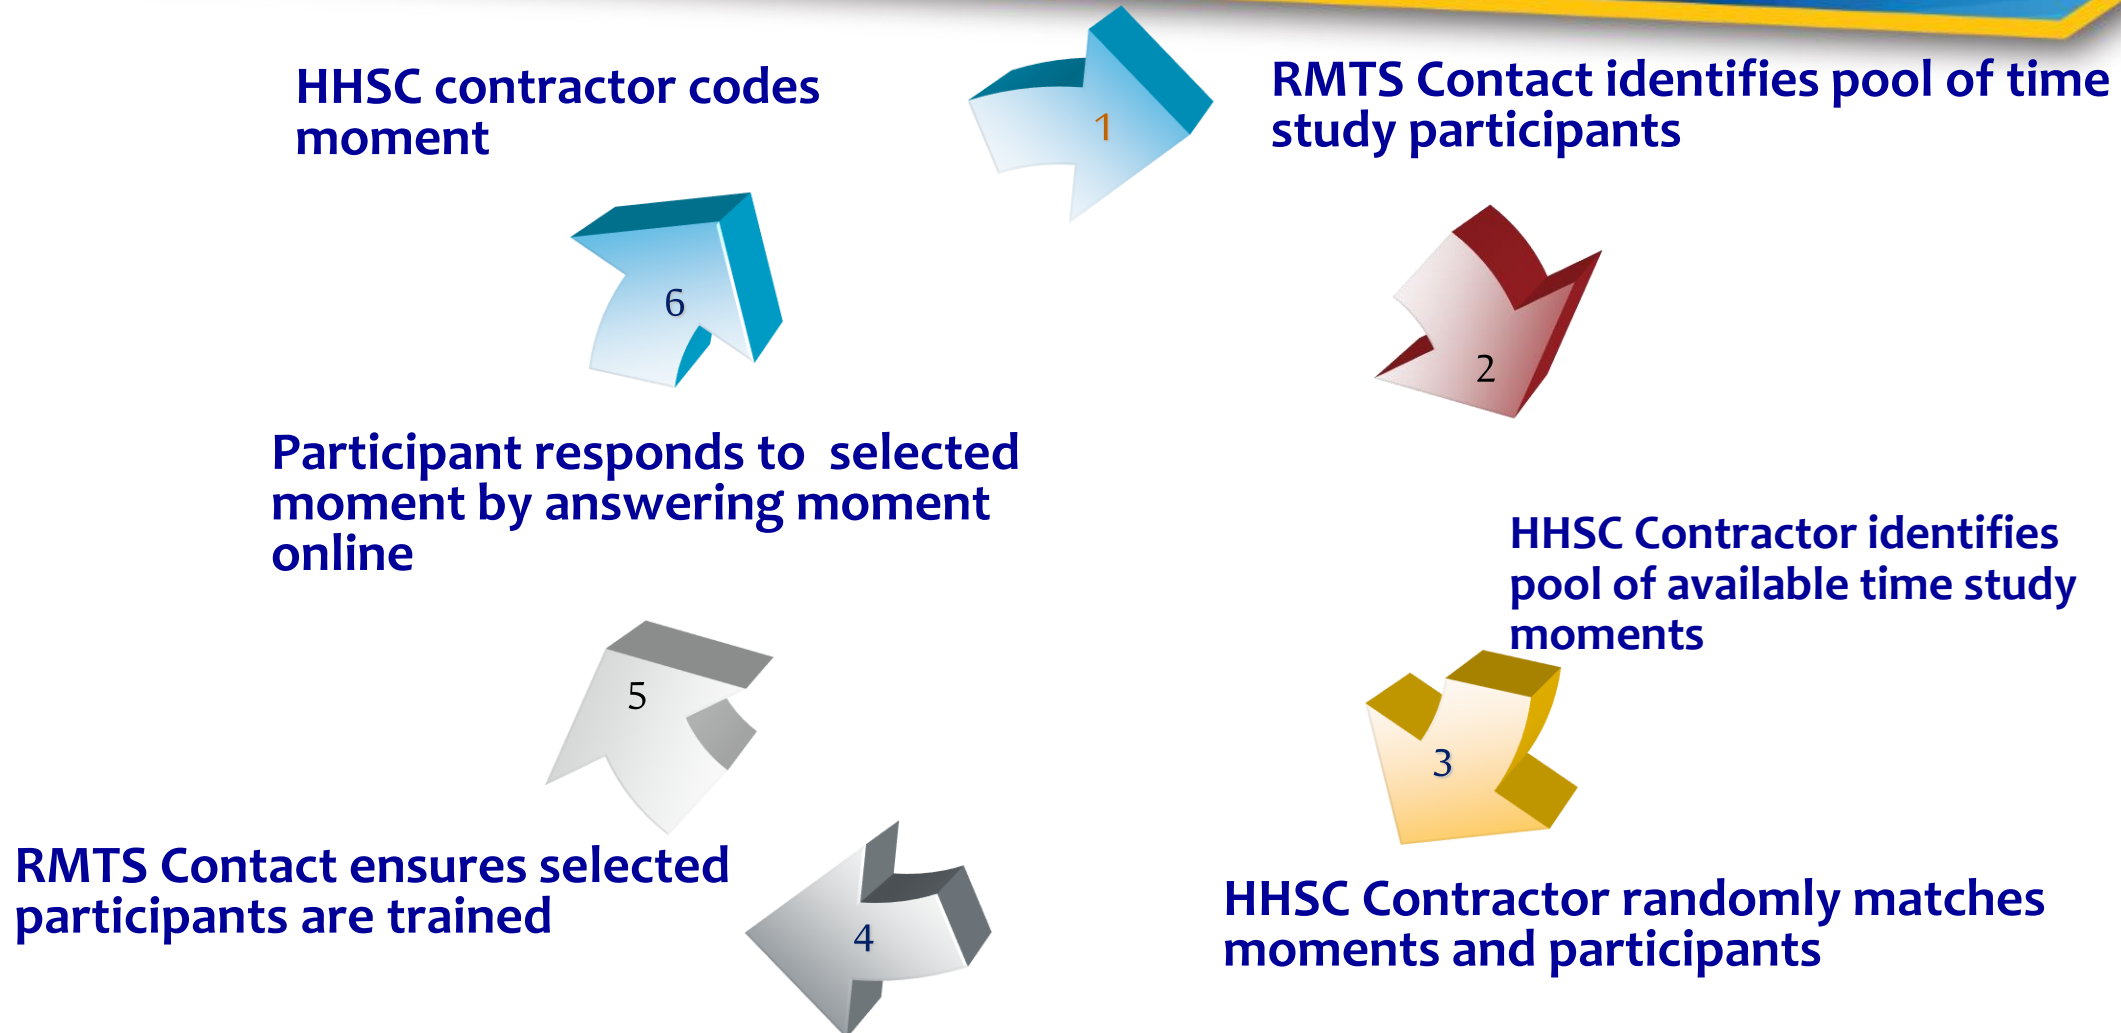 1
RMTS Contact identifies pool of time
study participants
2
HHSC Contractor identifies
pool of available time study
moments
3
HHSC Contractor randomly matches
moments and participants
4
RMTS Contact ensures selected
participants are trained
5
Participant responds to  selected
moment by answering moment
online
6
HHSC contractor codes
moment